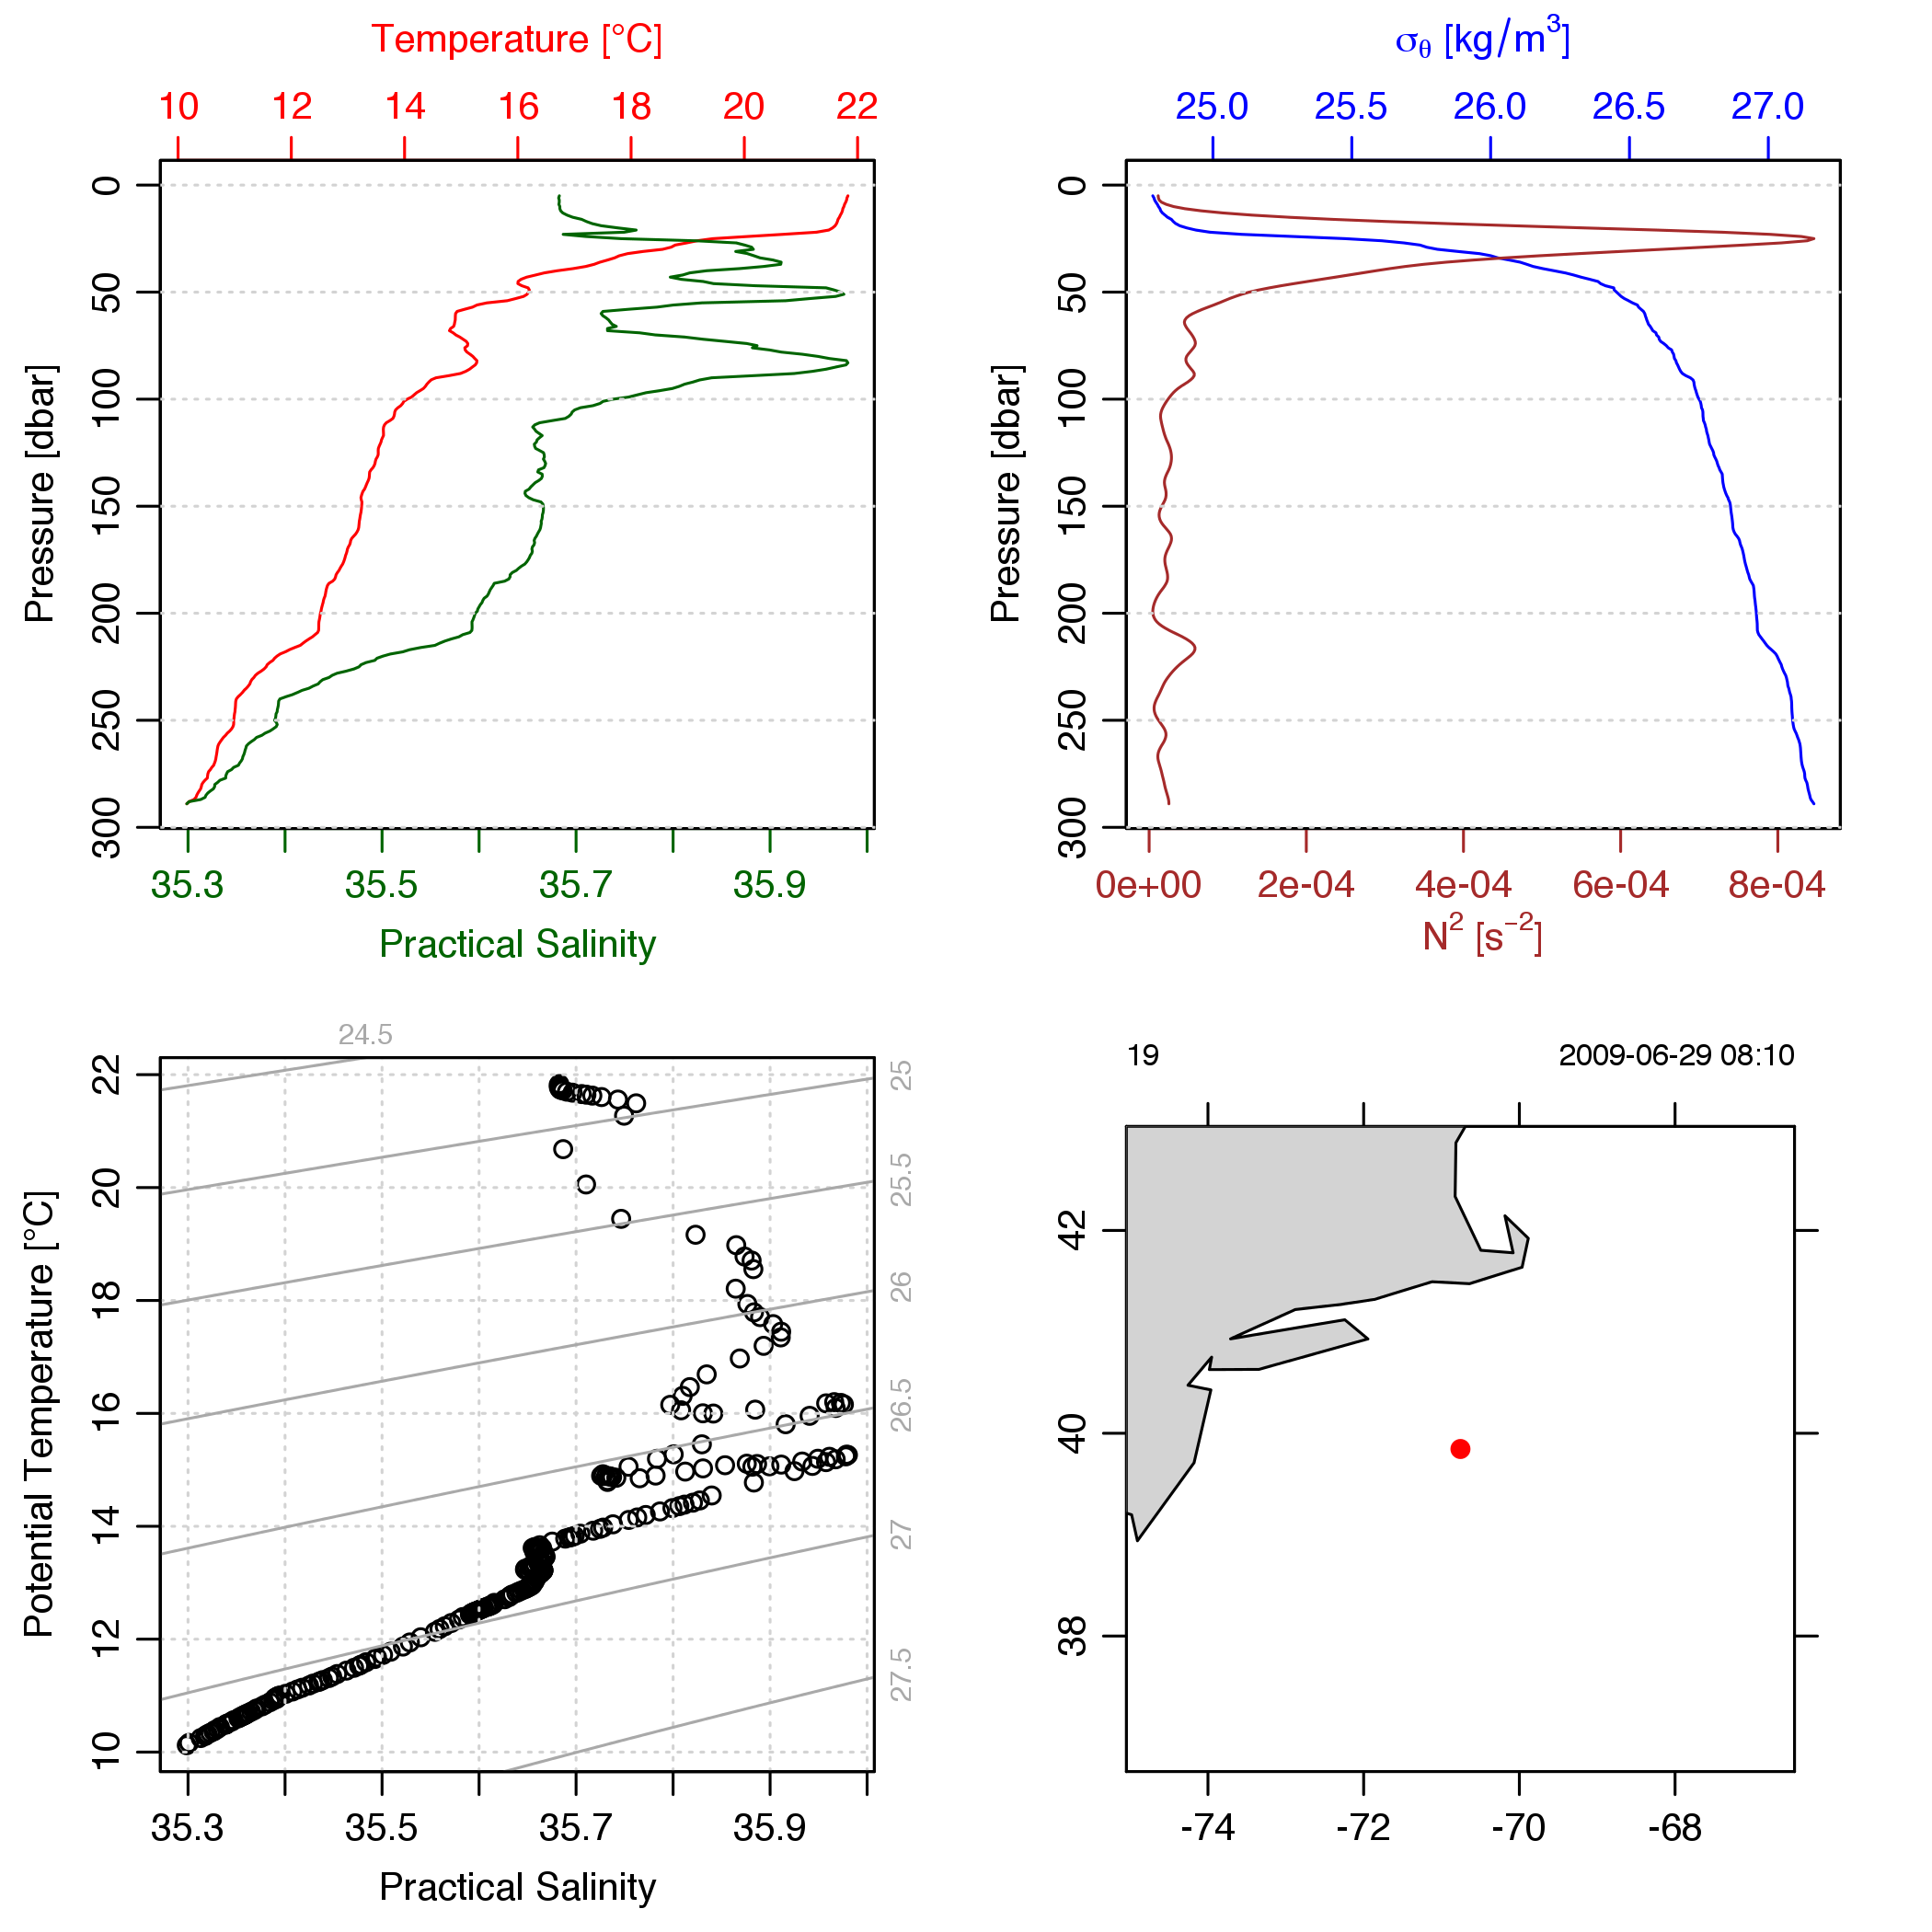 Temperature [°C]
10 12 14 16 18 20 22
0 50 100 150 200 250 300
Pressure [dbar]
35.3 35.5 35.7 35.9
Practical Salinity
σθ [kg/m³]
25.0 25.5 26.0 26.5 27.0
0 50 100 150 200 250 300
Pressure [dbar]
0e+00 2e-04 4e-04 6e-04 8e-04
N² [s⁻²]
24.5
25 25.5 26 26.5 27 27.5
22 20 18 16 14 12 10
Potential Temperature [°C]
35.3 35.5 35.7 35.9
Practical Salinity
19 2009-06-29 08:10
42 40 38
-74 -72 -70 -68